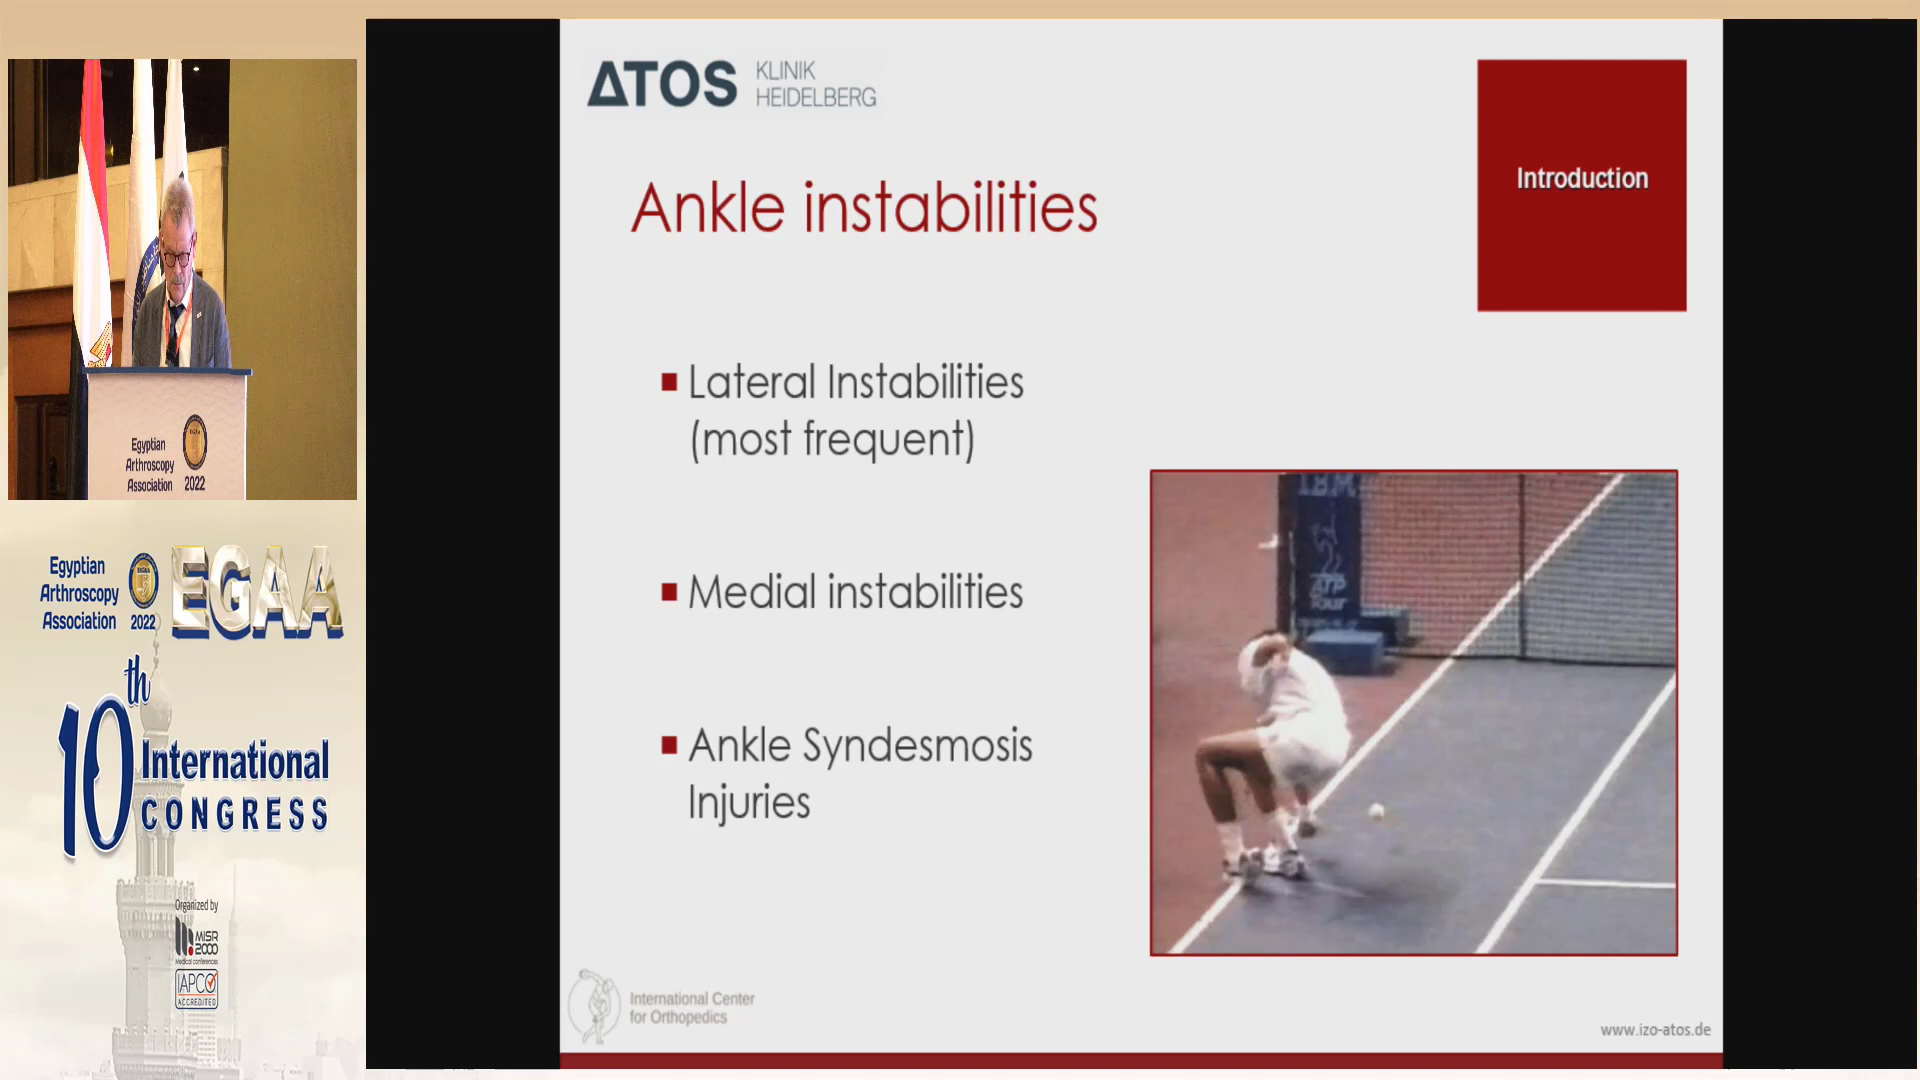 ATOS KLINIK
HEIDELBERG
Introduction
Ankle instabilities
Lateral Instabilities
(most frequent)
Medial instabilities
Ankle Syndesmosis
Injuries
IBM
ATP
Tour
International Center
for Orthopedics
www.izo-atos.de
Egyptian
Arthroscopy
Association 2022
Egyptian
Arthroscopy
Association
2022
EGAA
10th
International
CONGRESS
Organized by
MISR
2000
Medical conferences
IAPCO
ACCREDITED